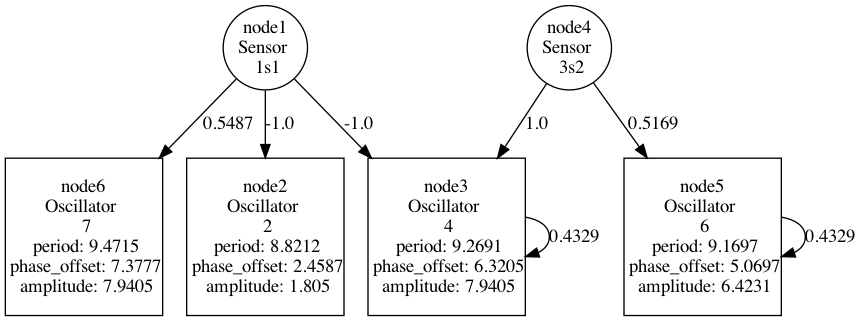 node1
Sensor
1s1
node4
Sensor
3s2
0.5487
-1.0
-1.0
1.0
0.5169
node6
Oscillator
7
period: 9.4715
phase_offset: 7.3777
amplitude: 7.9405
node2
Oscillator
2
period: 8.8212
phase_offset: 2.4587
amplitude: 1.805
node3
Oscillator
4
period: 9.2691
phase_offset: 6.3205
amplitude: 7.9405
0.4329
node5
Oscillator
6
period: 9.1697
phase_offset: 5.0697
amplitude: 6.4231
0.4329